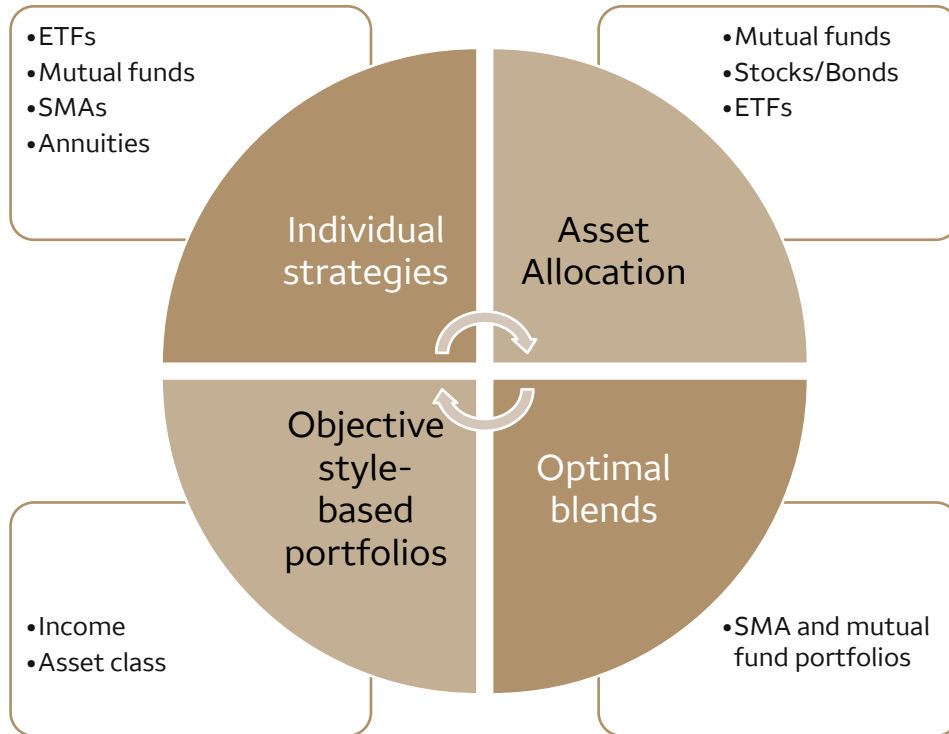 •ETFs
•Mutual funds
•SMAs
•Annuities
•Mutual funds
•Stocks/Bonds
•ETFs
Individual
strategies
Asset
Allocation
Objective
style-
based
portfolios
Optimal
blends
•Income
•Asset class
•SMA and mutual
fund portfolios